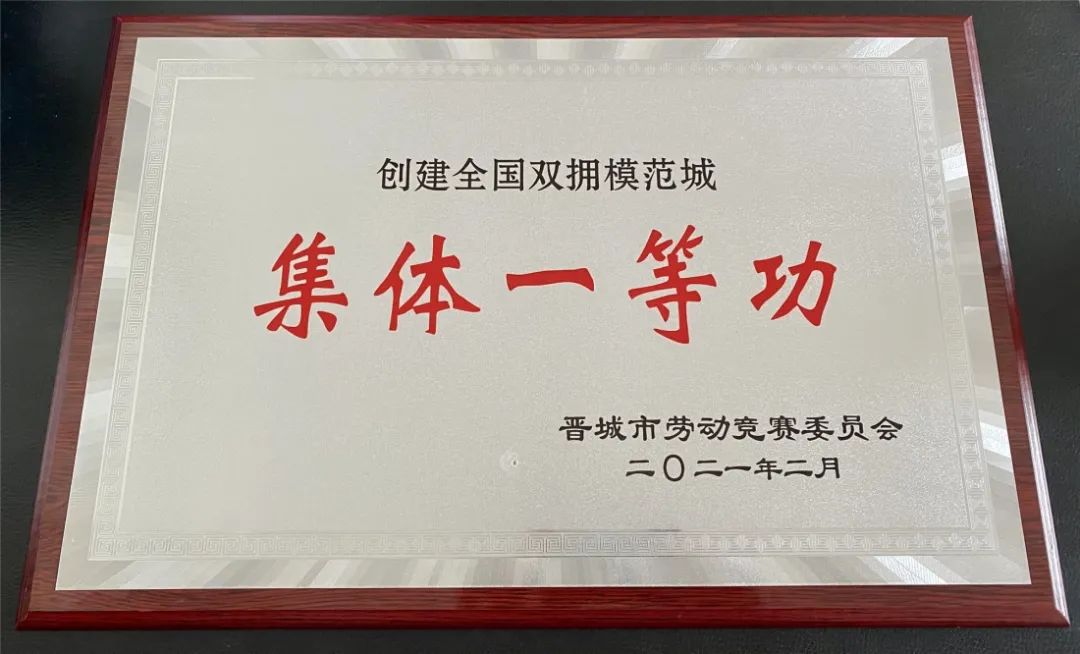 创建全国双拥模范城
集体一等功
晋城市劳动竞赛委员会
二〇二一年二月